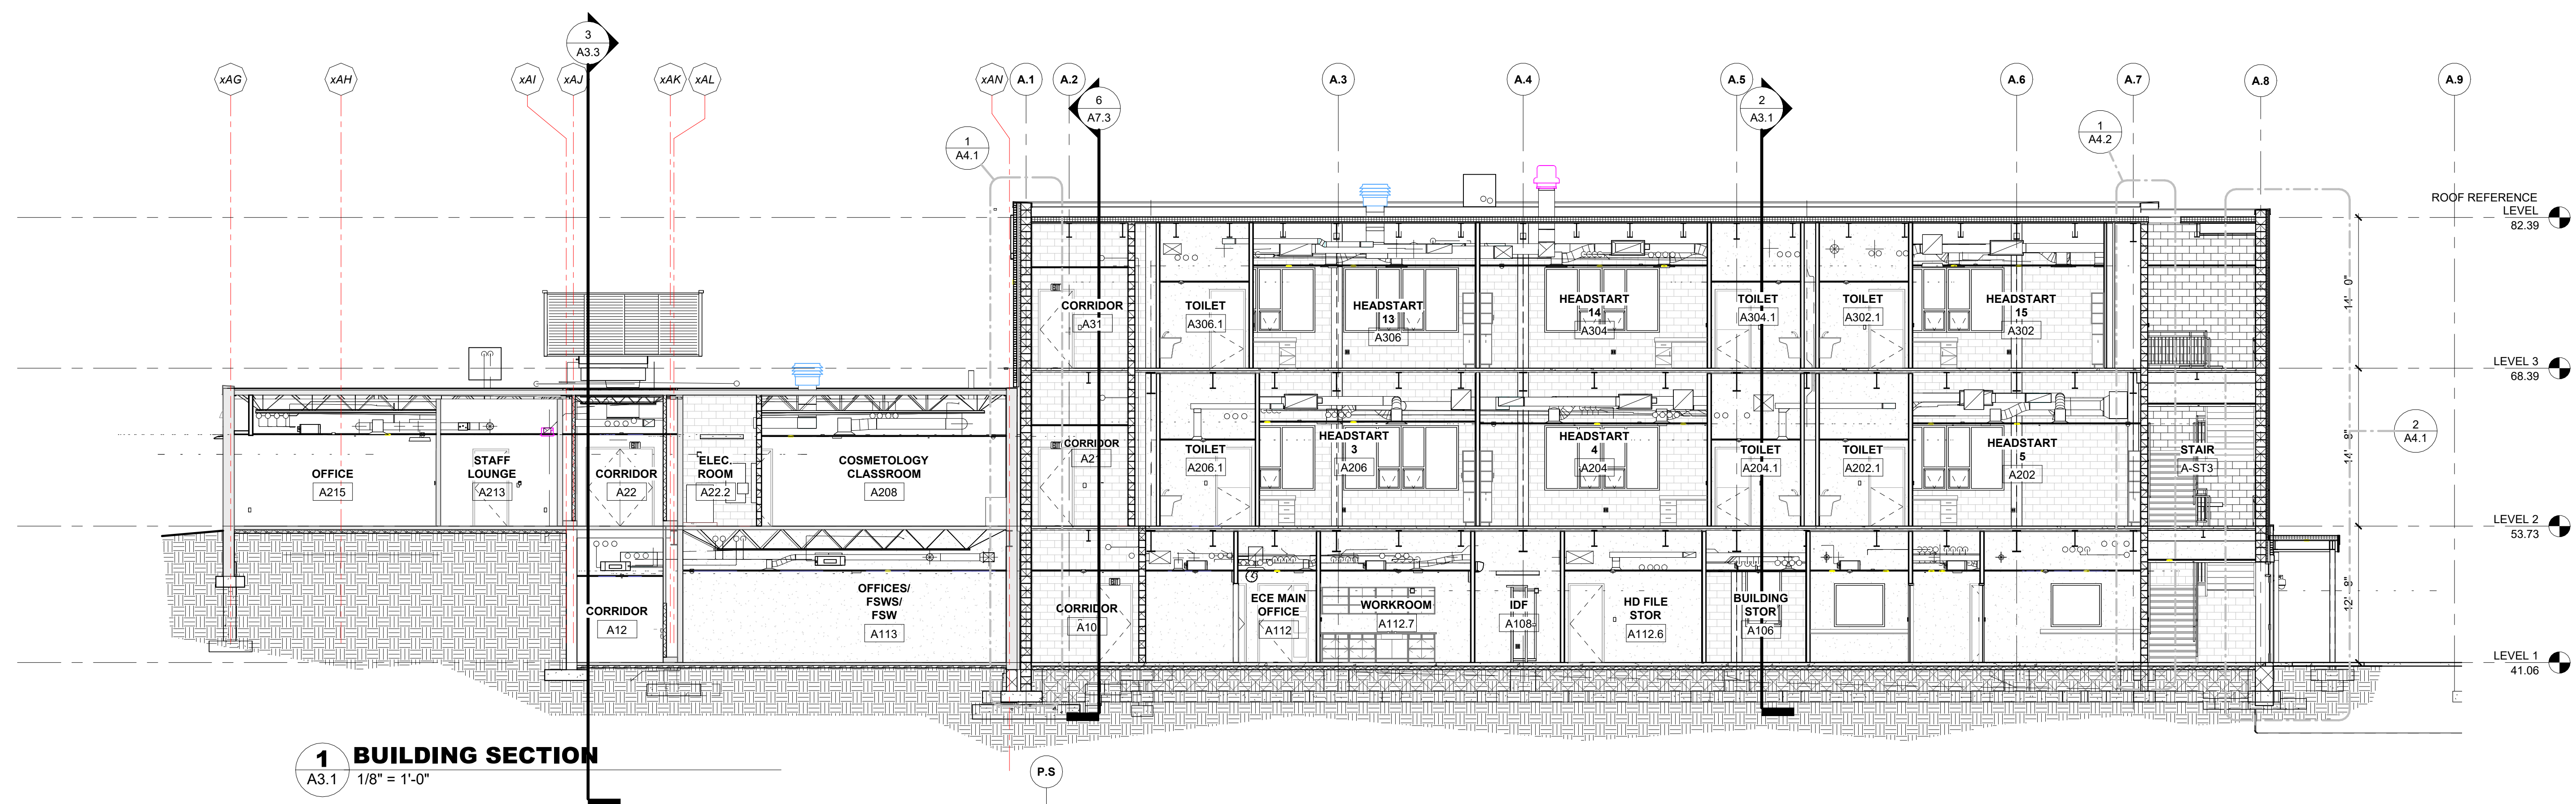 3
A3.3
xAG
xAH
xAI
xAJ
xAK
xAL
xAN
A.1
A.2
A.3
A.4
A.5
A.6
A.7
A.8
A.9
6
A7.3
2
A3.1
1
A4.1
1
A4.2
ROOF REFERENCE
LEVEL
82.39
14' 0"
CORRIDOR
A31
TOILET
A306.1
HEADSTART
13
A306
HEADSTART
14
A304
TOILET
A304.1
TOILET
A302.1
HEADSTART
15
A302
LEVEL 3
68.39
14' 8"
2
A4.1
OFFICE
A215
STAFF
LOUNGE
A213
CORRIDOR
A22
ELEC.
ROOM
A22.2
COSMETOLOGY
CLASSROOM
A208
CORRIDOR
A21
TOILET
A206.1
HEADSTART
3
A206
HEADSTART
4
A204
TOILET
A204.1
TOILET
A202.1
HEADSTART
5
A202
STAIR
A-ST3
LEVEL 2
53.73
12' 8"
CORRIDOR
A12
OFFICES/
FSWS/
FSW
A113
CORRIDOR
A10
ECE MAIN
OFFICE
A112
WORKROOM
A112.7
IDF
A108
HD FILE
STOR
A112.6
BUILDING
STOR
A106
LEVEL 1
41.06
1
A3.1
BUILDING SECTION
1/8" = 1'-0"
P.S